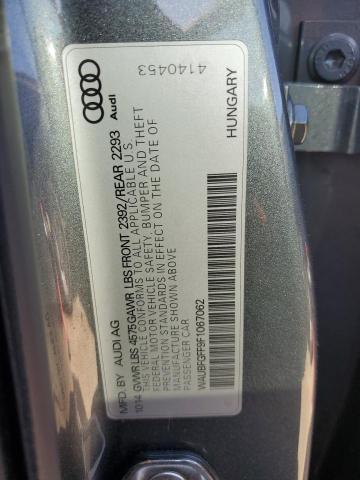 Audi
4140453
MFD BY AUDI AG
10 14 GVWR LBS 4575 GAWR LBS FRONT 2392/REAR 2293
THIS CAR CONFORMS TO ALL APPLICABLE U.S.
FEDERAL MOTOR VEHICLE SAFETY, BUMPER AND THEFT
PREVENTION STANDARDS IN EFFECT ON THE DATE OF
MANUFACTURE SHOWN ABOVE
PASSENGER CAR
WAUBFGFF9F1067062
HUNGARY